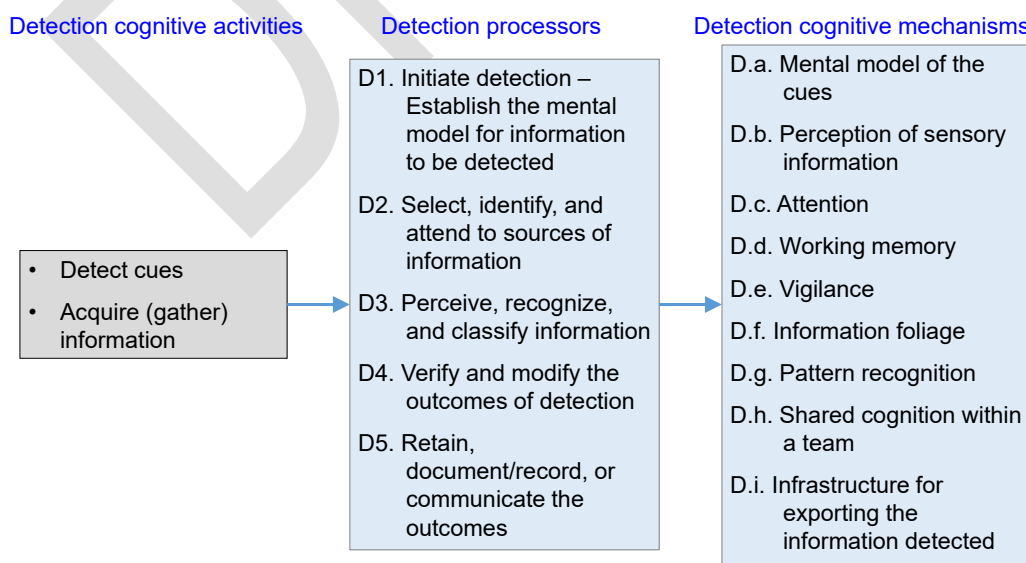 Detection cognitive activities
Detection processors
Detection cognitive mechanisms
• Detect cues
• Acquire (gather)
information
D1. Initiate detection –
Establish the mental
model for information
to be detected
D2. Select, identify, and
attend to sources of
information
D3. Perceive, recognize,
and classify information
D4. Verify and modify the
outcomes of detection
D5. Retain,
document/record, or
communicate the
outcomes
D.a. Mental model of the
cues
D.b. Perception of sensory
information
D.c. Attention
D.d. Working memory
D.e. Vigilance
D.f. Information foliage
D.g. Pattern recognition
D.h. Shared cognition within
a team
D.i. Infrastructure for
exporting the
information detected